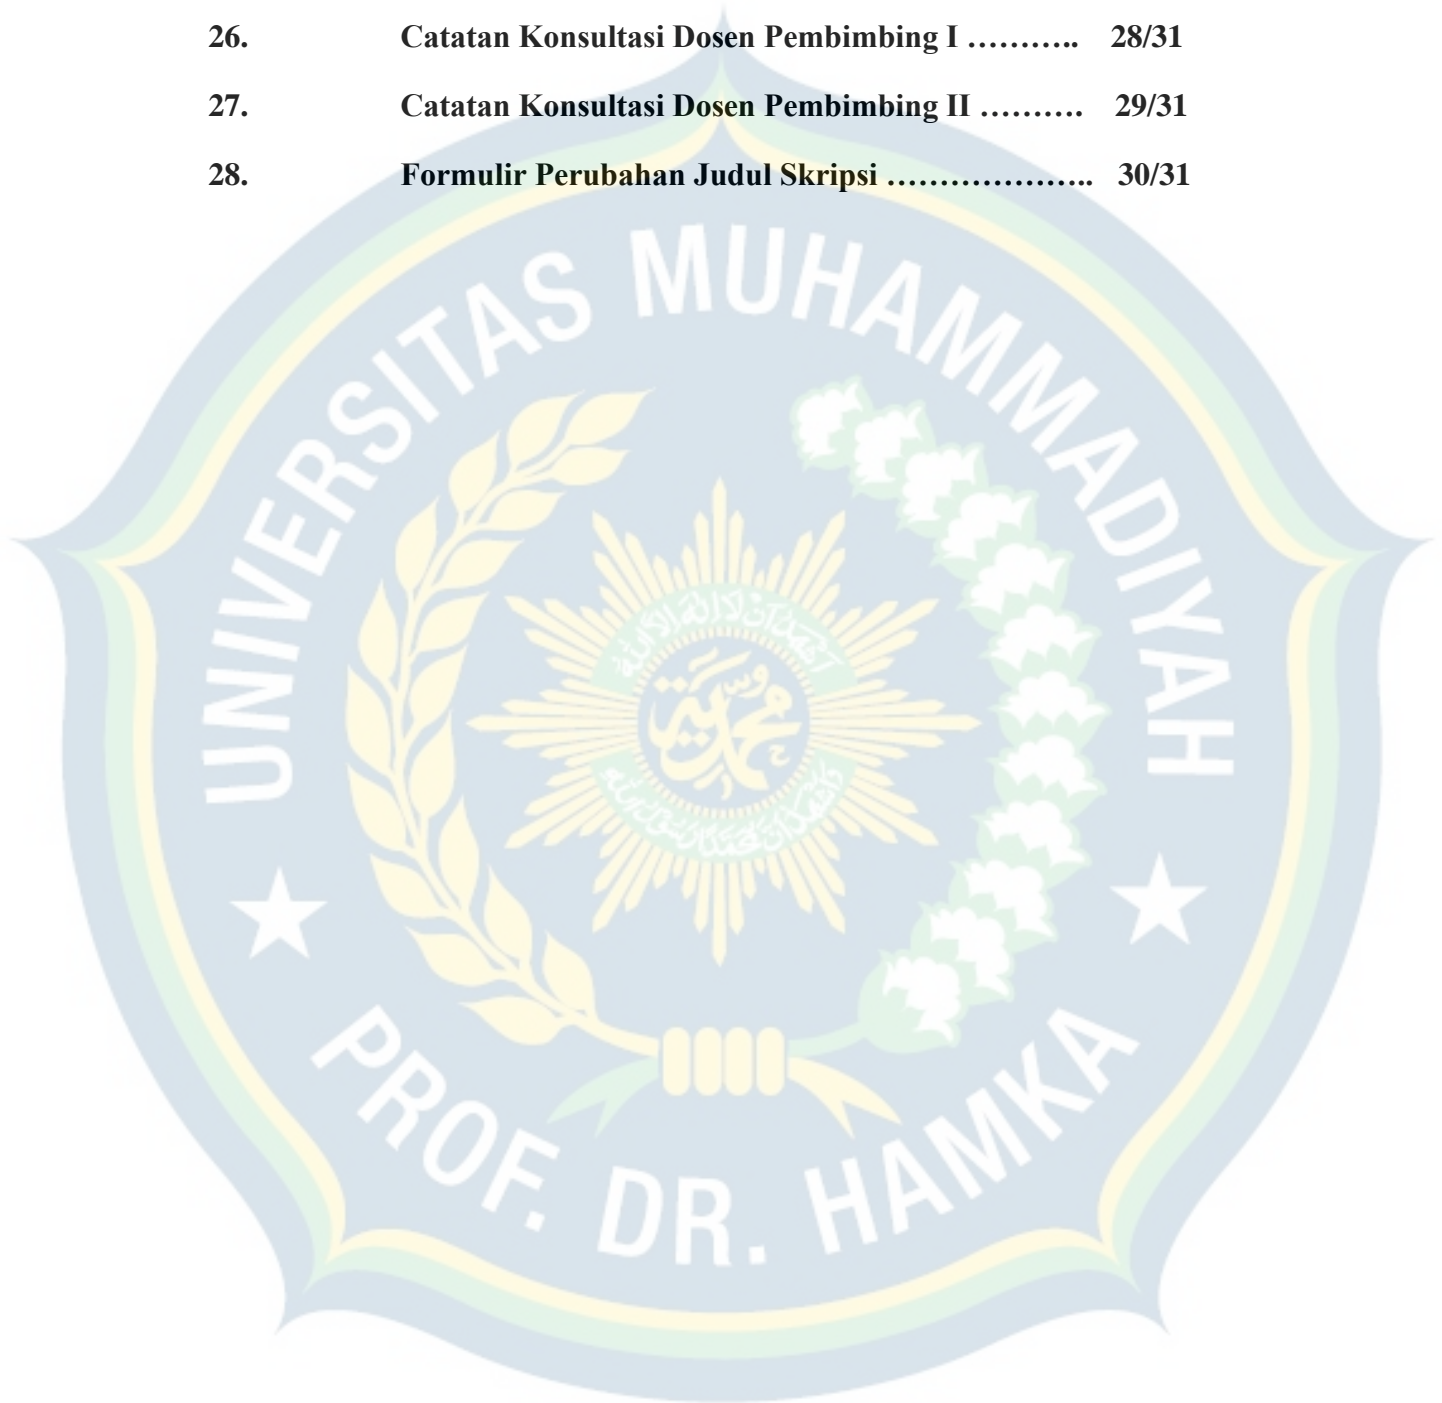 26. Catatan Konsultasi Dosen Pembimbing I ……….. 28/31
27. Catatan Konsultasi Dosen Pembimbing II ………. 29/31
28. Formulir Perubahan Judul Skripsi ……………….. 30/31
UNIVERSITAS MUHAMMADIYAH
محمدية
PROF. DR. HAMKA